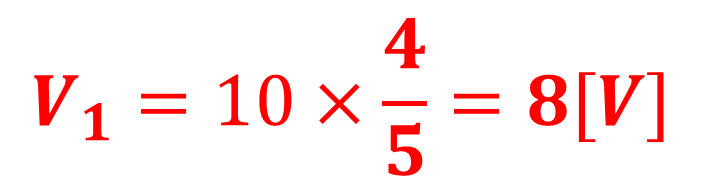 V₁ = 10 × 4/5 = 8[V]